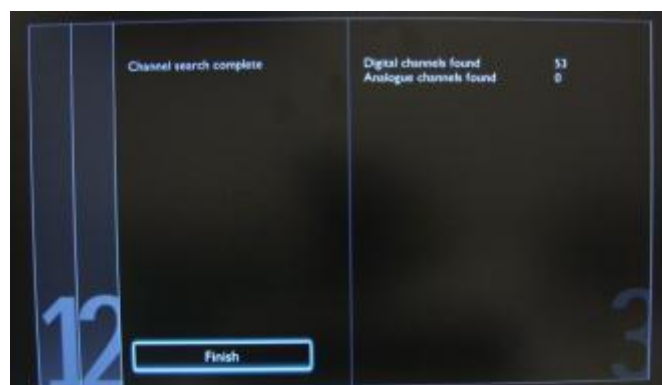 Channel search complete
Digital channels found 53
Analogue channels found 0
1
2
3
Finish